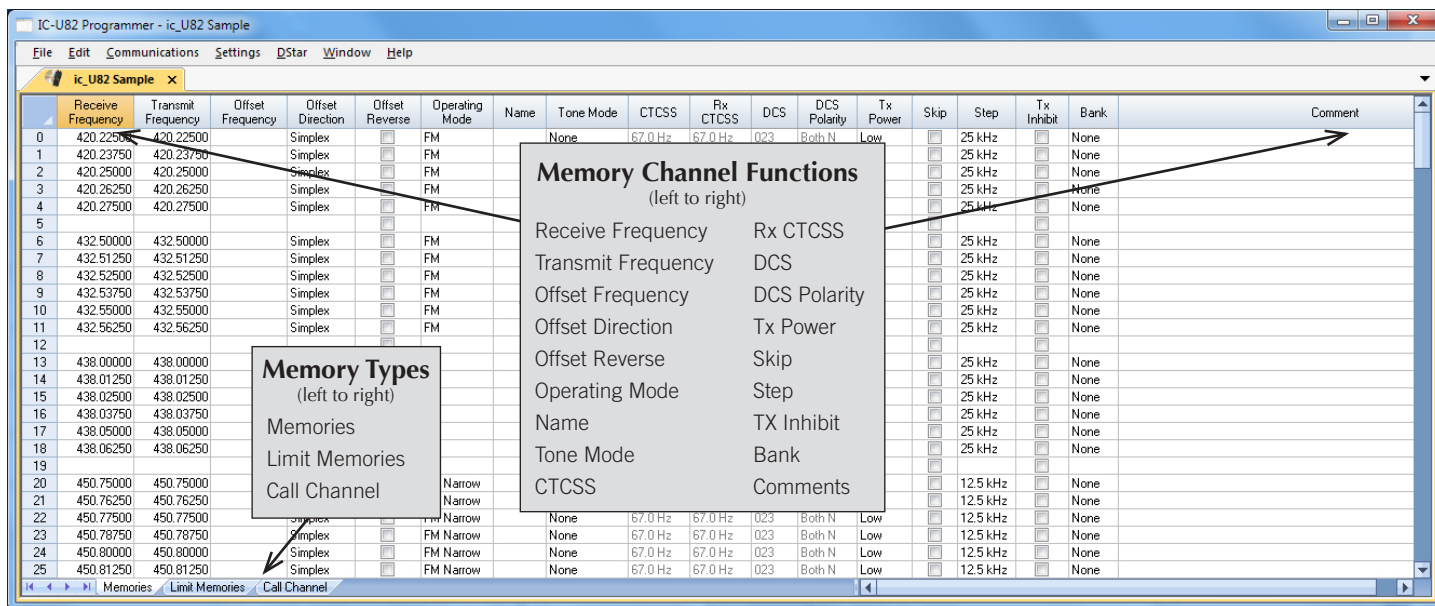 IC-U82 Programmer - ic_U82 Sample
File Edit Communications Settings DStar Window Help
ic_U82 Sample X
Receive Frequency Transmit Frequency Offset Frequency Offset Direction Offset Reverse Operating Mode Name Tone Mode CTCSS Rx CTCSS DCS DCS Polarity Tx Power Skip Step Tx Inhibit Bank Comment
0 420.22500 420.22500 Simplex FM None 67.0 Hz 67.0 Hz 023 Both N Low 25 kHz None
1 420.23750 420.23750 Simplex FM 25 kHz None
2 420.25000 420.25000 Simplex FM 25 kHz None
3 420.26250 420.26250 Simplex FM 25 kHz None
4 420.27500 420.27500 Simplex FM 25 kHz None
5
6 432.50000 432.50000 Simplex FM 25 kHz None
7 432.51250 432.51250 Simplex FM 25 kHz None
8 432.52500 432.52500 Simplex FM 25 kHz None
9 432.53750 432.53750 Simplex FM 25 kHz None
10 432.55000 432.55000 Simplex FM 25 kHz None
11 432.56250 432.56250 Simplex FM 25 kHz None
12
13 438.00000 438.00000 25 kHz None
14 438.01250 438.01250 25 kHz None
15 438.02500 438.02500 25 kHz None
16 438.03750 438.03750 25 kHz None
17 438.05000 438.05000 25 kHz None
18 438.06250 438.06250 25 kHz None
19
20 450.75000 450.75000 Narrow 12.5 kHz None
21 450.76250 450.76250 Narrow 12.5 kHz None
22 450.77500 450.77500 Simplex FM Narrow None 67.0 Hz 67.0 Hz 023 Both N Low 12.5 kHz None
23 450.78750 450.78750 Simplex FM Narrow None 67.0 Hz 67.0 Hz 023 Both N Low 12.5 kHz None
24 450.80000 450.80000 Simplex FM Narrow None 67.0 Hz 67.0 Hz 023 Both N Low 12.5 kHz None
25 450.81250 450.81250 Simplex FM Narrow None 67.0 Hz 67.0 Hz 023 Both N Low 12.5 kHz None
Memories Limit Memories Call Channel
Memory Types
(left to right)
Memories
Limit Memories
Call Channel
Memory Channel Functions
(left to right)
Receive Frequency
Transmit Frequency
Offset Frequency
Offset Direction
Offset Reverse
Operating Mode
Name
Tone Mode
CTCSS
Rx CTCSS
DCS
DCS Polarity
Tx Power
Skip
Step
TX Inhibit
Bank
Comments